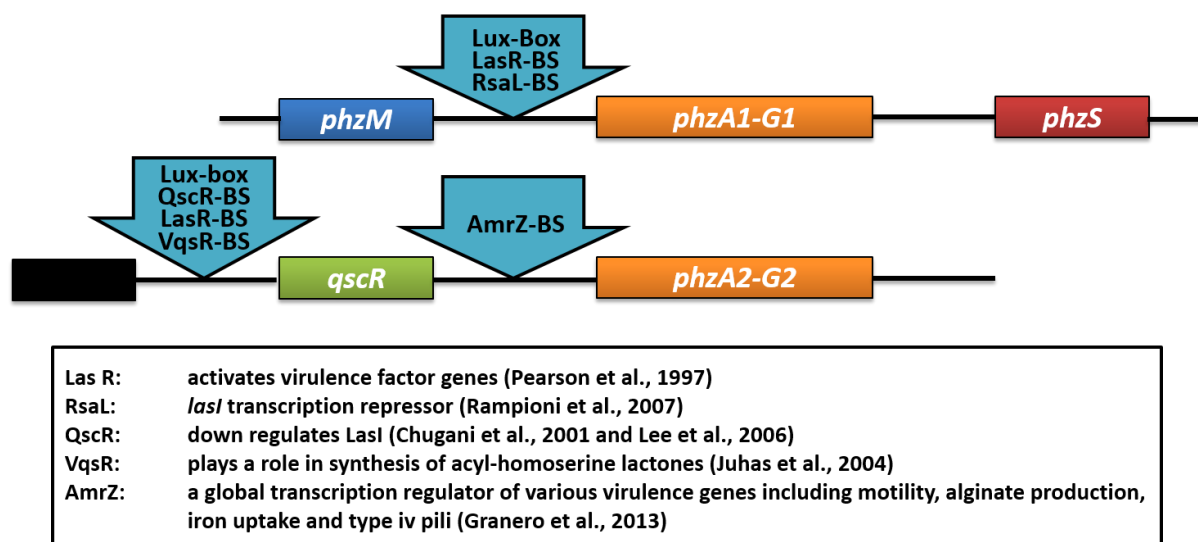 Lux-Box
LasR-BS
RsaL-BS
phzM
phzA1-G1
phzS
Lux-box
QscR-BS
LasR-BS
VqsR-BS
AmrZ-BS
qscR
phzA2-G2
Las R: activates virulence factor genes (Pearson et al., 1997)
RsaL: lasI transcription repressor (Rampioni et al., 2007)
QscR: down regulates LasI (Chugani et al., 2001 and Lee et al., 2006)
VqsR: plays a role in synthesis of acyl-homoserine lactones (Juhas et al., 2004)
AmrZ: a global transcription regulator of various virulence genes including motility, alginate production,
iron uptake and type iv pili (Granero et al., 2013)